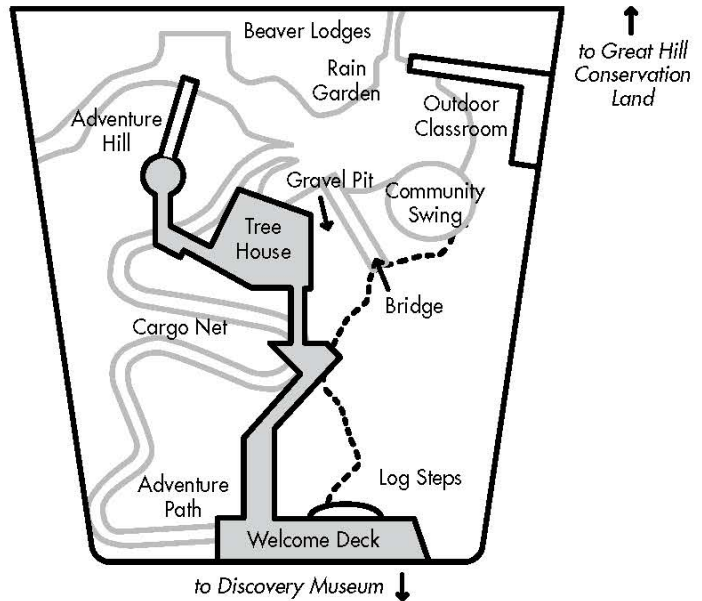 Beaver Lodges
to Great Hill
Conservation
Land
Rain
Garden
Outdoor
Classroom
Adventure
Hill
Gravel Pit
Community
Swing
Tree
House
Bridge
Cargo Net
Log Steps
Adventure
Path
Welcome Deck
to Discovery Museum